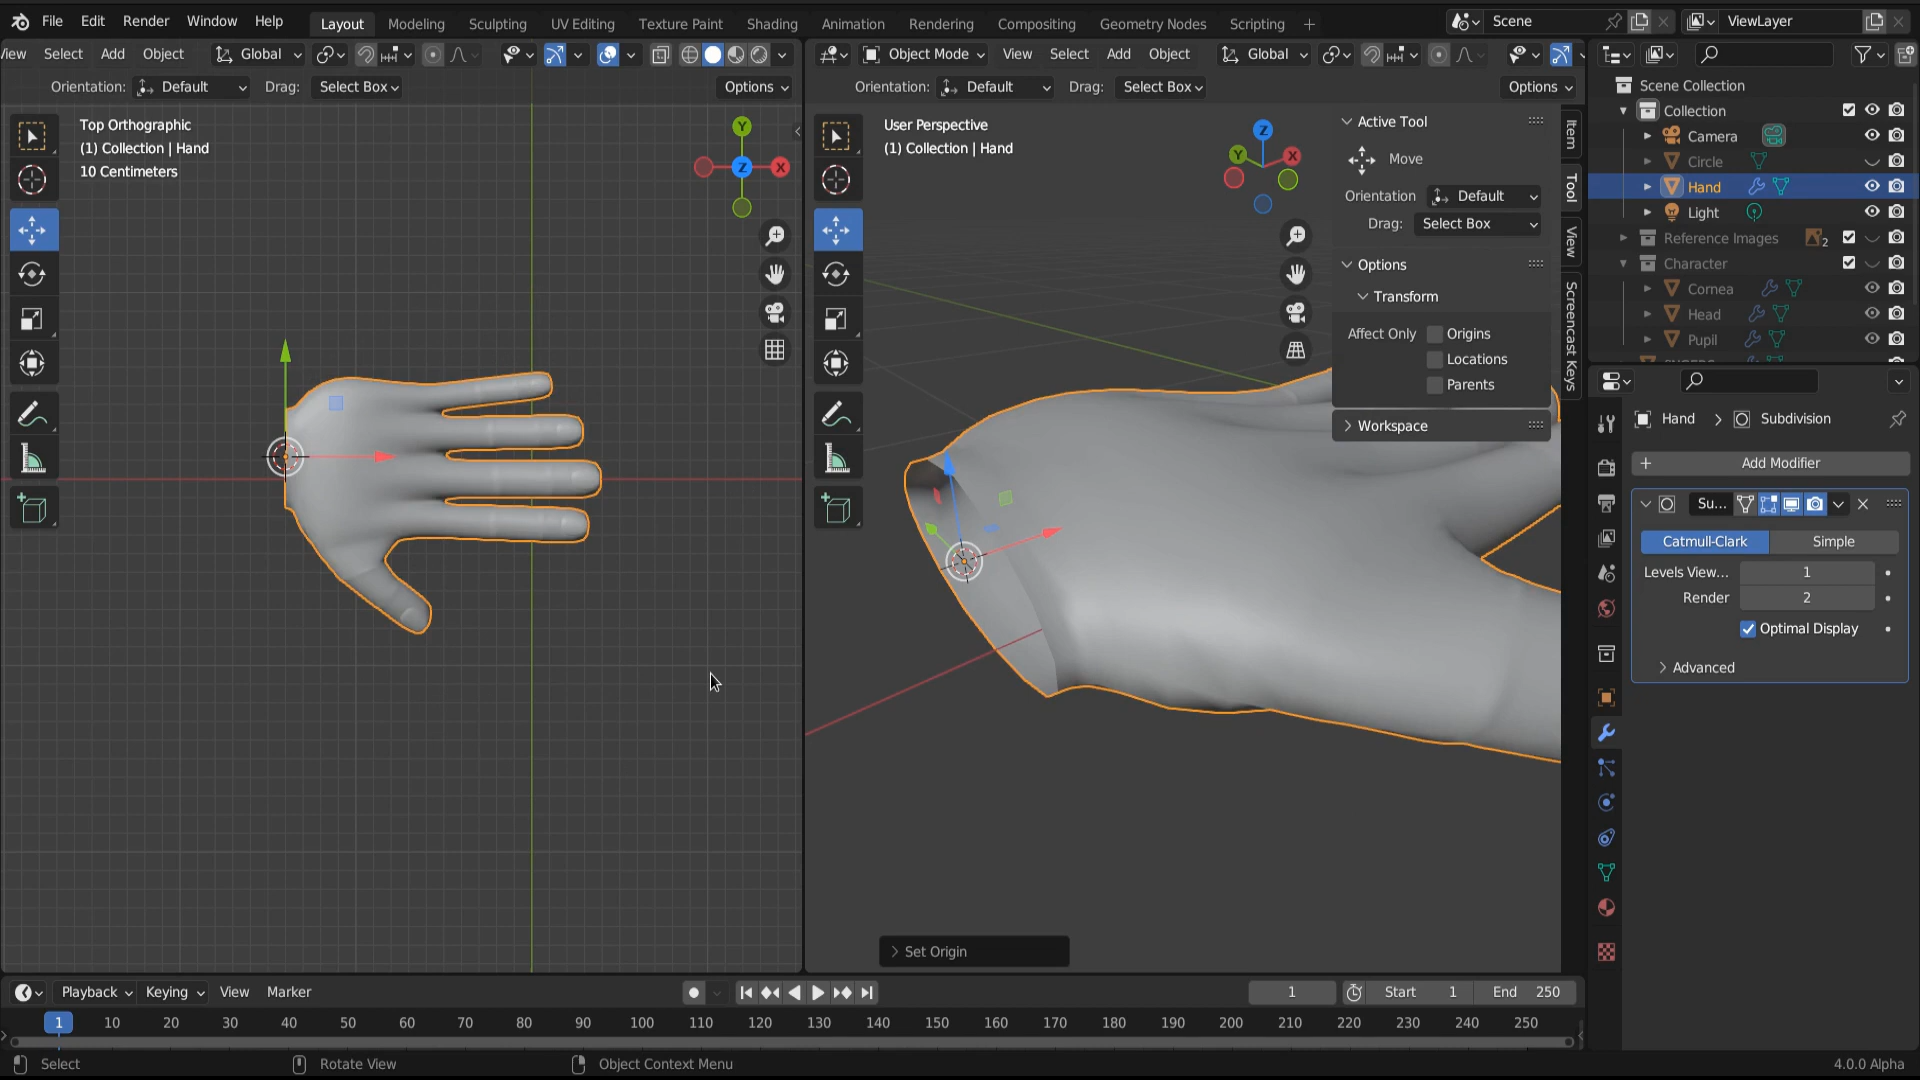 File Edit Render Window Help Layout Modeling Sculpting UV Editing Texture Paint Shading Animation Rendering Compositing Geometry Nodes Scripting + Scene ViewLayer
Select Add Object Global Object Mode View Select Add Object Global
Orientation: Default Drag: Select Box Options Orientation: Default Drag: Select Box Options
Top Orthographic
(1) Collection | Hand
10 Centimeters
Y
X
Z
User Perspective
(1) Collection | Hand
Z
Y
X
Active Tool
Move
Orientation Default
Drag: Select Box
Options
Transform
Affect Only Origins
Locations
Parents
Workspace
Item
Tool
View
Screencast Keys
Set Origin
Scene Collection
Collection
Camera
Circle
Hand
Light
Reference Images 2
Character
Cornea
Head
Pupil
Hand > Subdivision
+ Add Modifier
Su...
Catmull-Clark Simple
Levels View... 1
Render 2
Optimal Display
Advanced
Playback Keying View Marker 1 Start 1 End 250
1 10 20 30 40 50 60 70 80 90 100 110 120 130 140 150 160 170 180 190 200 210 220 230 240 250
Select Rotate View Object Context Menu 4.0.0 Alpha